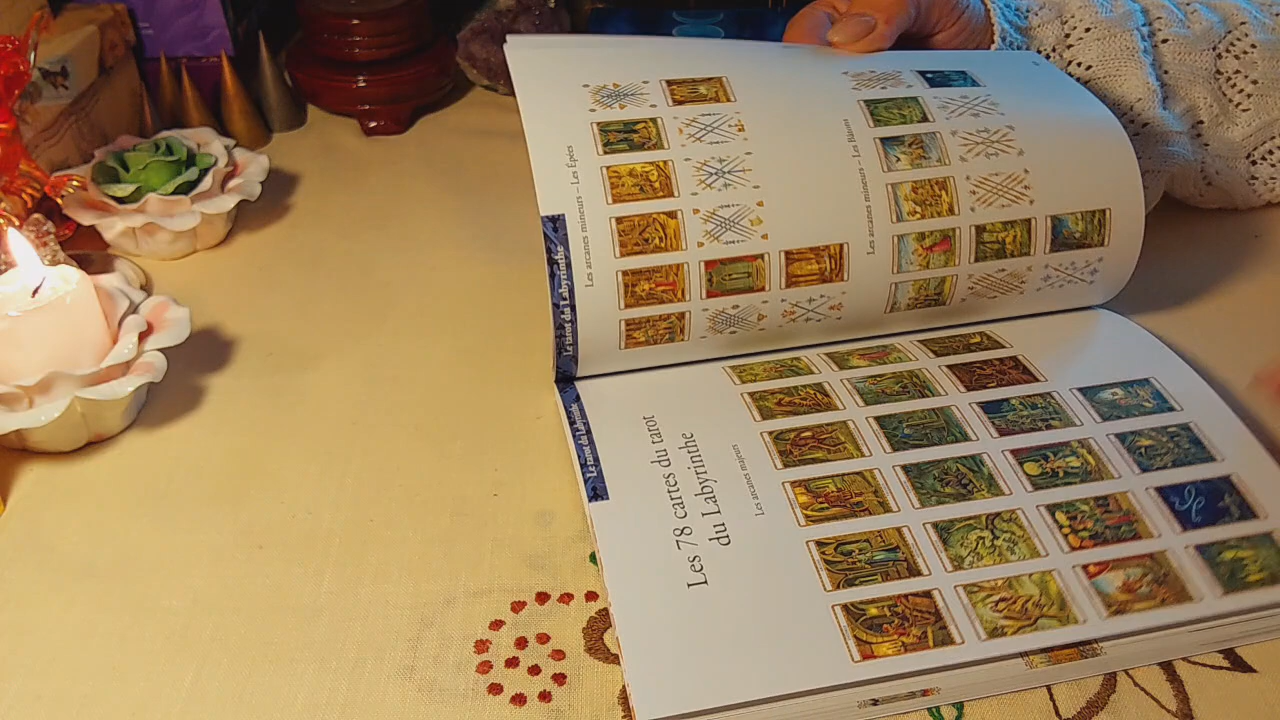 Le tarot du Labyrinthe
Les 78 cartes du tarot
du Labyrinthe
Les arcanes majeurs
Le tarot du Labyrinthe
Les arcanes mineurs – Les Épées
Les arcanes mineurs – Les Bâtons